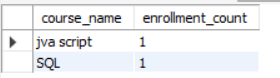 course_name enrollment_count
jva script 1
SQL 1